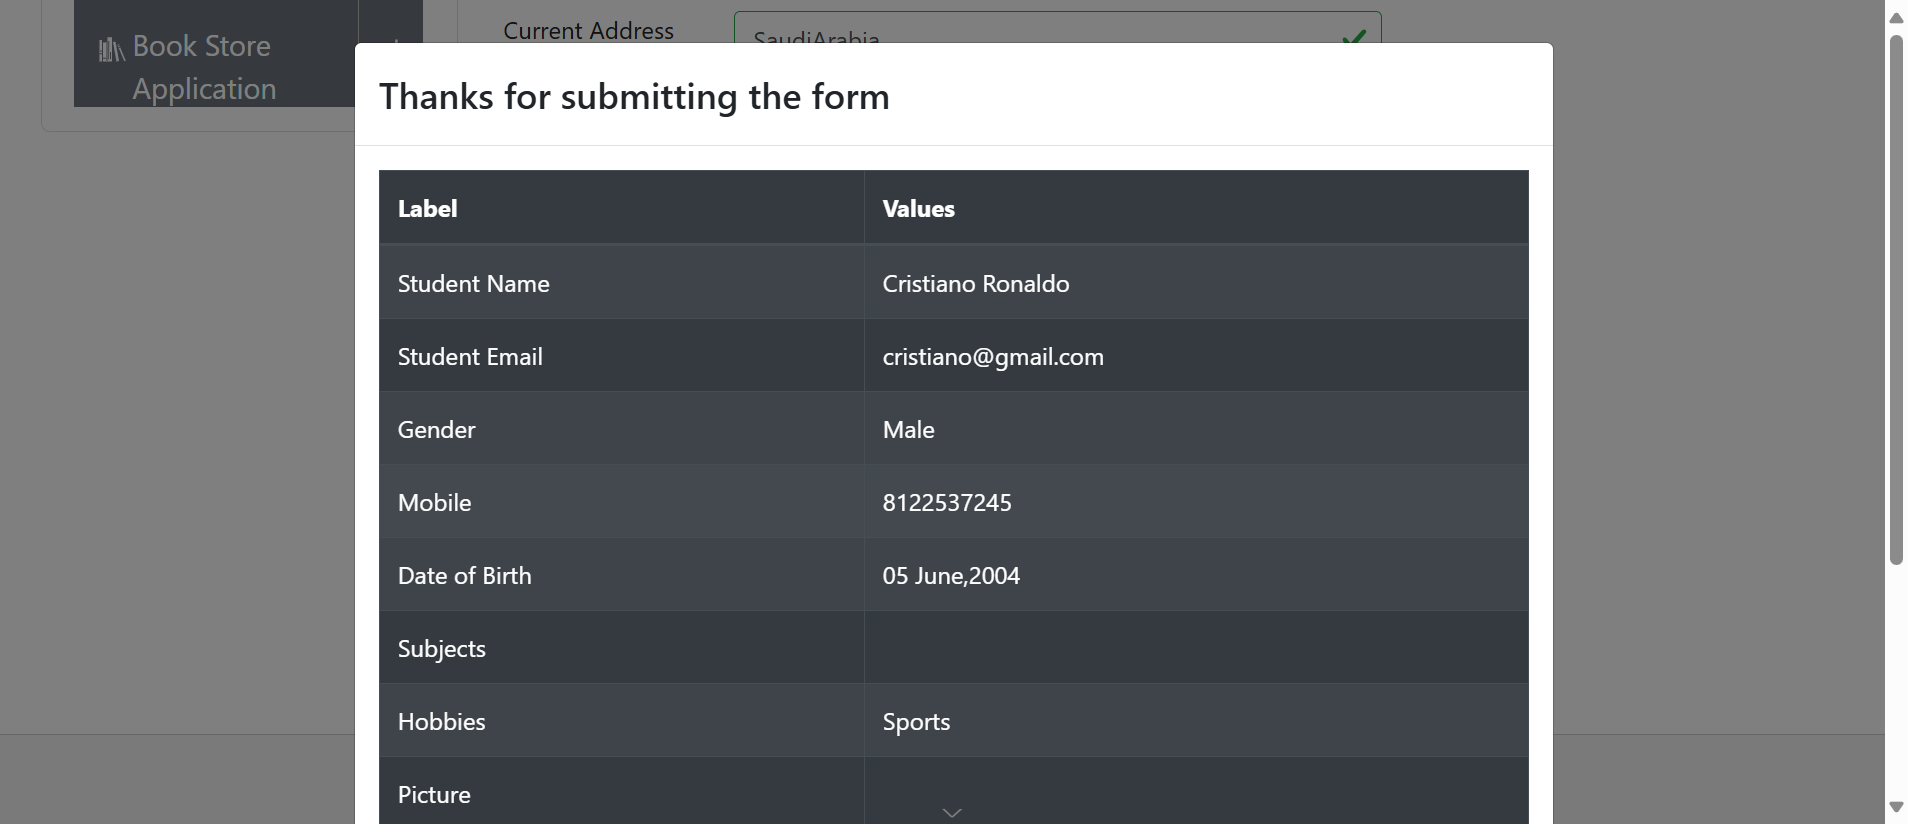 Book Store
Application
Current Address
SaudiArabia
Thanks for submitting the form
Label Values
Student Name Cristiano Ronaldo
Student Email cristiano@gmail.com
Gender Male
Mobile 8122537245
Date of Birth 05 June,2004
Subjects
Hobbies Sports
Picture